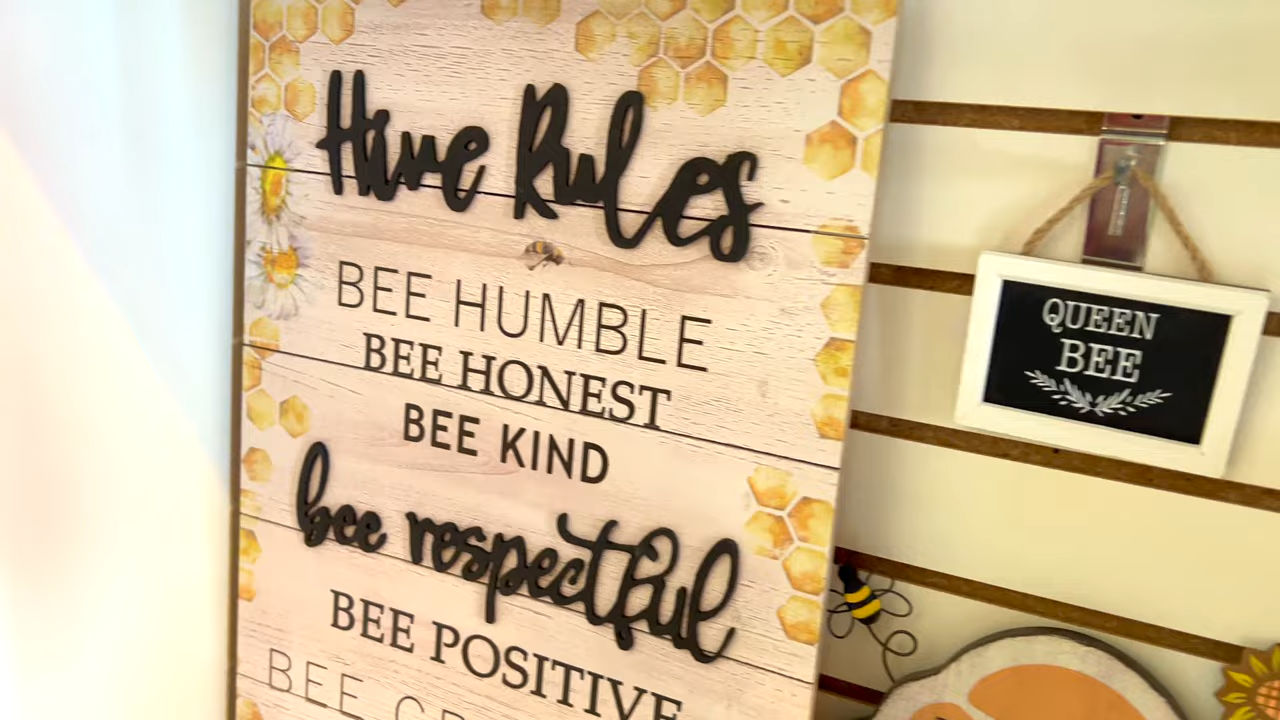 Hive Rules
BEE HUMBLE
BEE HONEST
BEE KIND
bee respectful
BEE POSITIVE
BEE
QUEEN
BEE